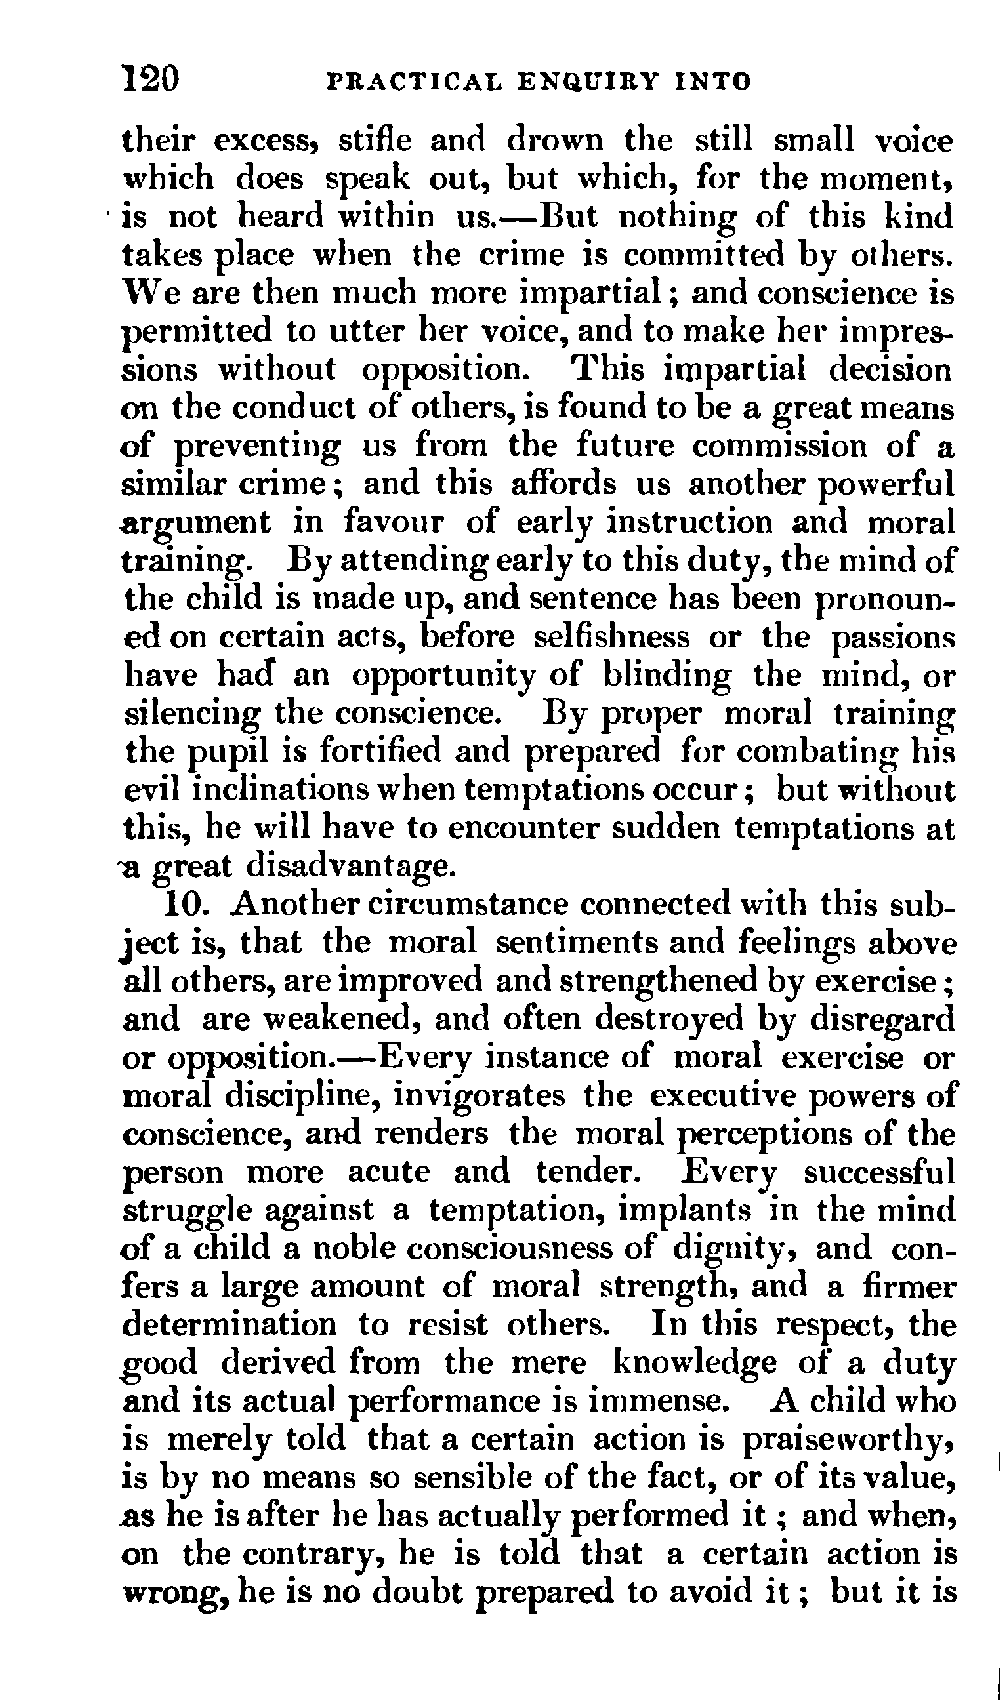 120 PRACTICAL ENQUIRY INTO
their excess, stifle and drown the still small voice
which does speak out, but which, for the moment,
is not heard within us.—But nothing of this kind
takes place when the crime is committed by others.
We are then much more impartial; and conscience is
permitted to utter her voice, and to make her impres-
sions without opposition. This impartial decision
on the conduct of others, is found to be a great means
of preventing us from the future commission of a
similar crime; and this affords us another powerful
argument in favour of early instruction and moral
training. By attending early to this duty, the mind of
the child is made up, and sentence has been pronoun-
ed on certain acts, before selfishness or the passions
have had an opportunity of blinding the mind, or
silencing the conscience. By proper moral training
the pupil is fortified and prepared for combating his
evil inclinations when temptations occur; but without
this, he will have to encounter sudden temptations at
a great disadvantage.
10. Another circumstance connected with this sub-
ject is, that the moral sentiments and feelings above
all others, are improved and strengthened by exercise;
and are weakened, and often destroyed by disregard
or opposition.—Every instance of moral exercise or
moral discipline, invigorates the executive powers of
conscience, and renders the moral perceptions of the
person more acute and tender. Every successful
struggle against a temptation, implants in the mind
of a child a noble consciousness of dignity, and con-
fers a large amount of moral strength, and a firmer
determination to resist others. In this respect, the
good derived from the mere knowledge of a duty
and its actual performance is immense. A child who
is merely told that a certain action is praiseworthy,
is by no means so sensible of the fact, or of its value,
as he is after he has actually performed it; and when,
on the contrary, he is told that a certain action is
wrong, he is no doubt prepared to avoid it; but it is